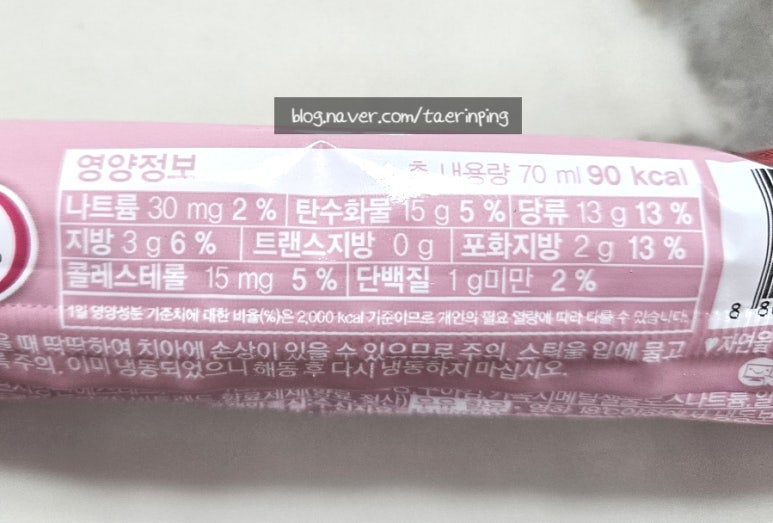 blog.naver.com/taerinping
영양정보 총 내용량 70 ml 90 kcal
나트륨 30 mg 2 % 탄수화물 15 g 5 % 당류 13 g 13 %
지방 3 g 6 % 트랜스지방 0 g 포화지방 2 g 13 %
콜레스테롤 15 mg 5 % 단백질 1 g미만 2 %
1일 영양성분 기준치에 대한 비율(%)은 2,000 kcal 기준이므로 개인의 필요 열량에 따라 다를 수 있습니다.
때 딱딱하여 치아에 손상이 있을 수 있으므로 주의, 스틱을 입에 물고
주의. 이미 냉동되었으니 해동 후 다시 냉동하지 마십시오.